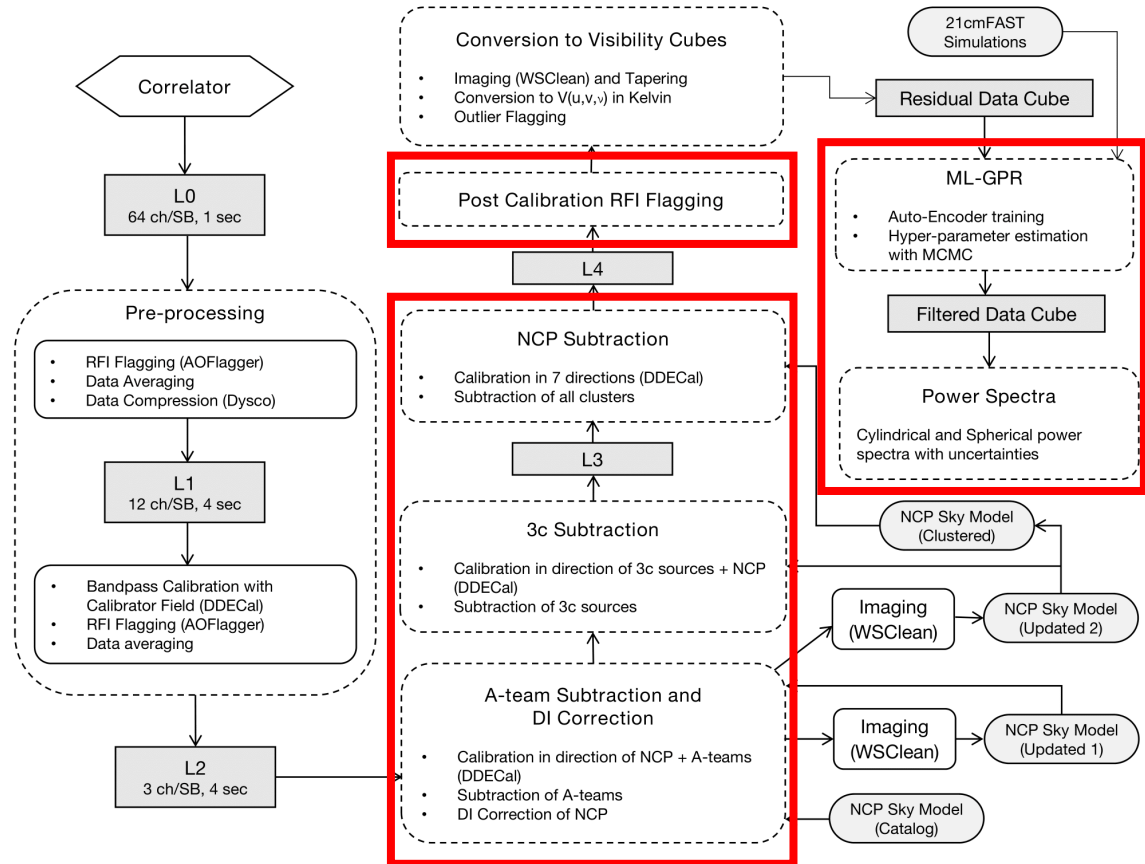 Correlator
L0
64 ch/SB, 1 sec
Pre-processing
• RFI Flagging (AOFlagger)
• Data Averaging
• Data Compression (Dysco)
L1
12 ch/SB, 4 sec
• Bandpass Calibration with
Calibrator Field (DDECal)
• RFI Flagging (AOFlagger)
• Data averaging
L2
3 ch/SB, 4 sec
Conversion to Visibility Cubes
• Imaging (WSClean) and Tapering
• Conversion to V(u,v,ν) in Kelvin
• Outlier Flagging
Post Calibration RFI Flagging
L4
NCP Subtraction
• Calibration in 7 directions (DDECal)
• Subtraction of all clusters
L3
3c Subtraction
• Calibration in direction of 3c sources + NCP
(DDECal)
• Subtraction of 3c sources
A-team Subtraction and
DI Correction
• Calibration in direction of NCP + A-teams
(DDECal)
• Subtraction of A-teams
• DI Correction of NCP
21cmFAST
Simulations
Residual Data Cube
ML-GPR
• Auto-Encoder training
• Hyper-parameter estimation
with MCMC
Filtered Data Cube
Power Spectra
Cylindrical and Spherical power
spectra with uncertainties
NCP Sky Model
(Clustered)
Imaging
(WSClean)
NCP Sky Model
(Updated 2)
Imaging
(WSClean)
NCP Sky Model
(Updated 1)
NCP Sky Model
(Catalog)